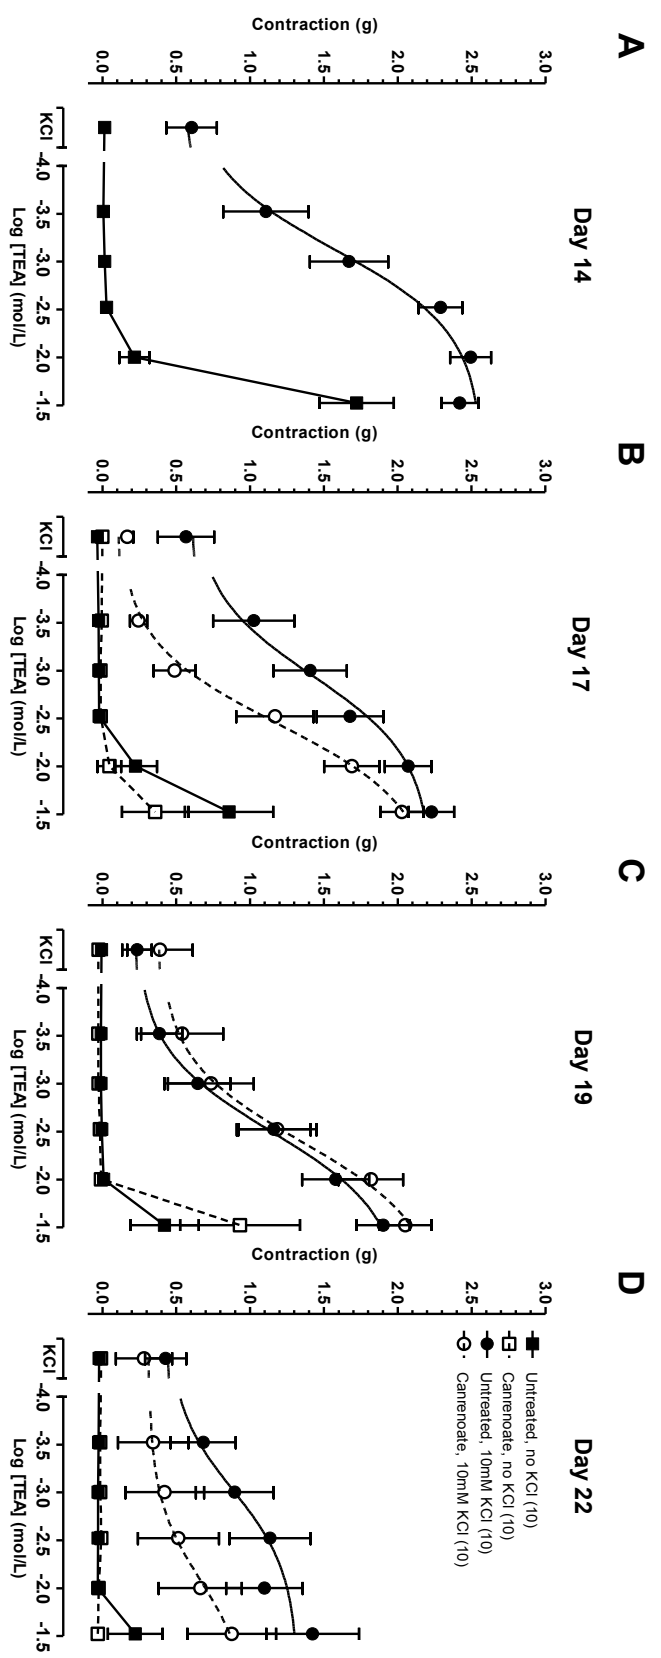 A
Day 14
Contraction (g)
3.0
2.5
2.0
1.5
1.0
0.5
0.0
KCl
-4.0
-3.5
-3.0
-2.5
-2.0
-1.5
Log [TEA] (mol/L)
B
Day 17
Contraction (g)
3.0
2.5
2.0
1.5
1.0
0.5
0.0
KCl
-4.0
-3.5
-3.0
-2.5
-2.0
-1.5
Log [TEA] (mol/L)
C
Day 19
Contraction (g)
3.0
2.5
2.0
1.5
1.0
0.5
0.0
KCl
-4.0
-3.5
-3.0
-2.5
-2.0
-1.5
Log [TEA] (mol/L)
D
Day 22
Untreated, no KCl (10)
Canrenoate, no KCl (10)
Untreated, 10mM KCl (10)
Canrenoate, 10mM KCl (10)
Contraction (g)
3.0
2.5
2.0
1.5
1.0
0.5
0.0
KCl
-4.0
-3.5
-3.0
-2.5
-2.0
-1.5
Log [TEA] (mol/L)